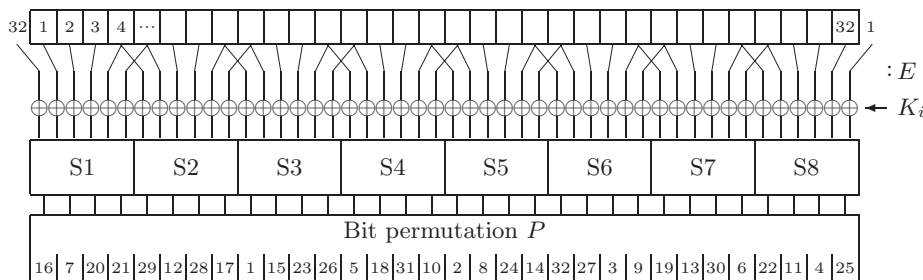 32 1 2 3 4 ... 32 1
: E
K_i
S1 S2 S3 S4 S5 S6 S7 S8
Bit permutation P
16 7 20 21 29 12 28 17 1 15 23 26 5 18 31 10 2 8 24 14 32 27 3 9 19 13 30 6 22 11 4 25